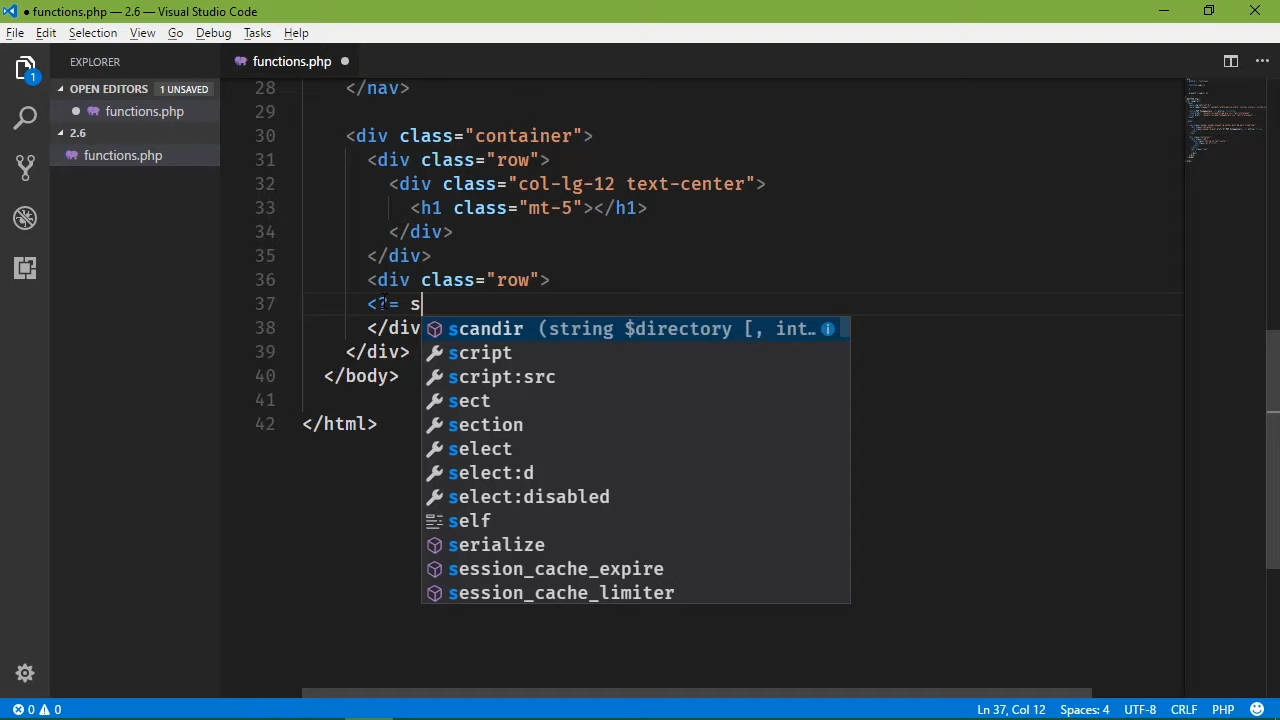 ● functions.php — 2.6 — Visual Studio Code
File Edit Selection View Go Debug Tasks Help
EXPLORER
functions.php
OPEN EDITORS 1 UNSAVED
functions.php
2.6
functions.php
1
28 </nav>
29
30 <div class="container">
31 <div class="row">
32 <div class="col-lg-12 text-center">
33 <h1 class="mt-5"></h1>
34 </div>
35 </div>
36 <div class="row">
37 <?= s
38 </div
39 </div>
40 </body>
41
42 </html>
scandir (string $directory [, int…
script
script:src
sect
section
select
select:d
select:disabled
self
serialize
session_cache_expire
session_cache_limiter
0 0 Ln 37, Col 12 Spaces: 4 UTF-8 CRLF PHP